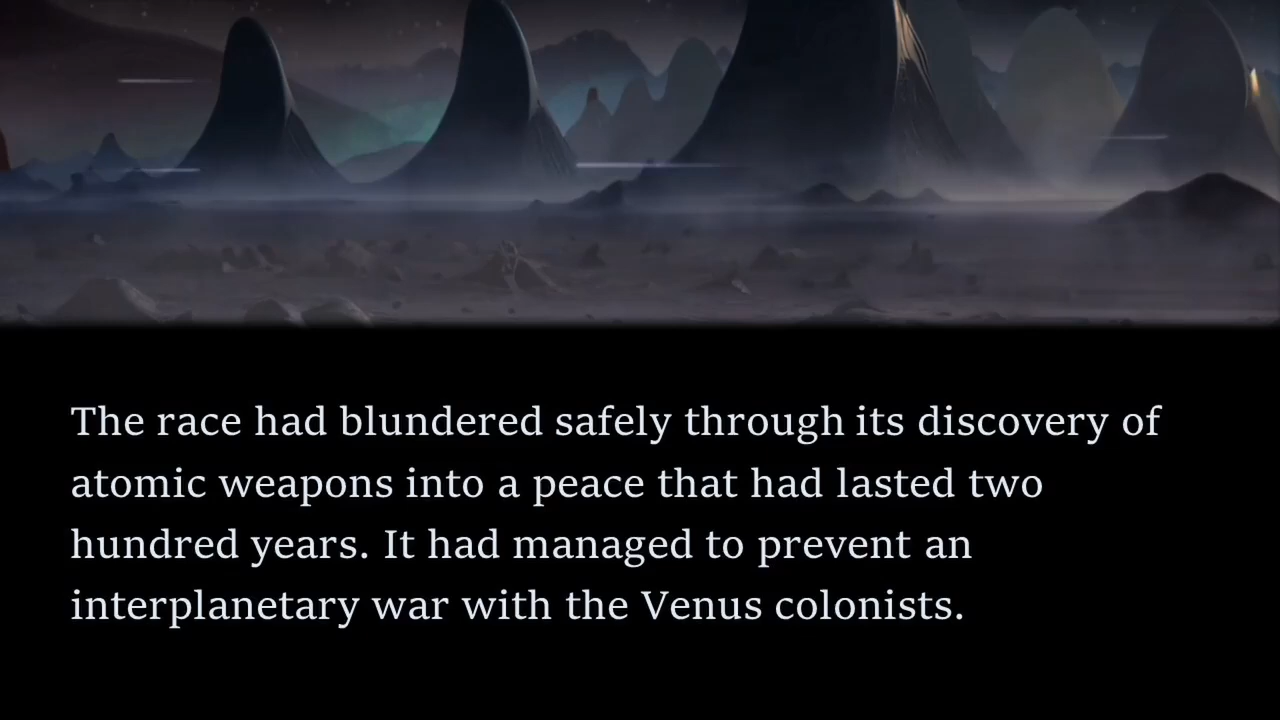 The race had blundered safely through its discovery of
atomic weapons into a peace that had lasted two
hundred years. It had managed to prevent an
interplanetary war with the Venus colonists.